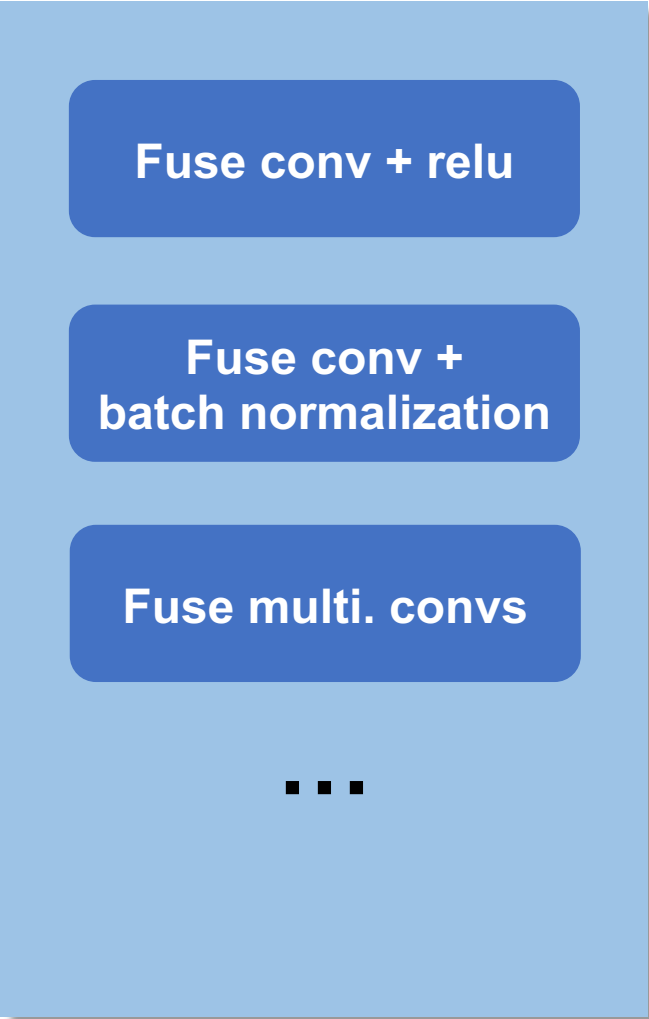 Fuse conv + relu
Fuse conv +
batch normalization
Fuse multi. convs
...